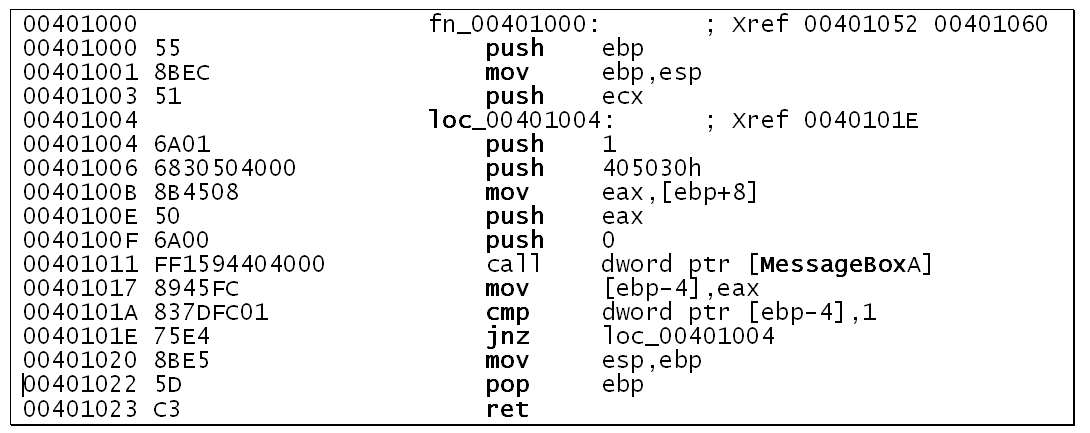 00401000 fn_00401000: ; Xref 00401052 00401060
00401000 55 push ebp
00401001 8BEC mov ebp,esp
00401003 51 push ecx
00401004 loc_00401004: ; Xref 0040101E
00401004 6A01 push 1
00401006 6830504000 push 405030h
0040100B 8B4508 mov eax,[ebp+8]
0040100E 50 push eax
0040100F 6A00 push 0
00401011 FF1594404000 call dword ptr [MessageBoxA]
00401017 8945FC mov [ebp-4],eax
0040101A 837DFC01 cmp dword ptr [ebp-4],1
0040101E 75E4 jnz loc_00401004
00401020 8BE5 mov esp,ebp
00401022 5D pop ebp
00401023 C3 ret